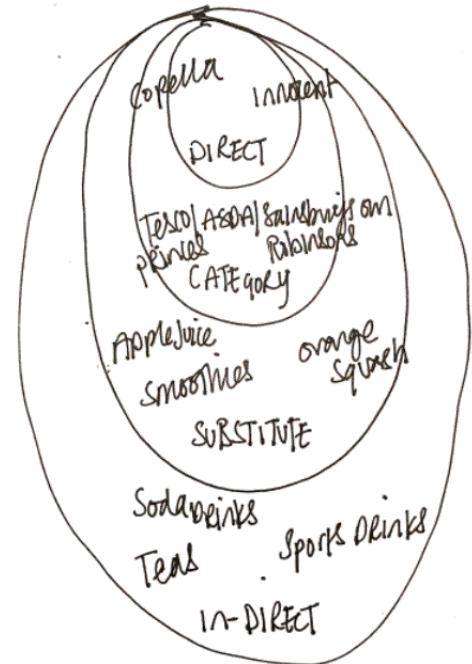 Copella
Innocent
DIRECT
Tesco/ASDA/Sainsburys own
princes Robinsons
CATEGORY
Apple Juice orange
Smoothies squash
SUBSTITUTE
Soda Drinks
Teas Sports Drinks
IN-DIRECT